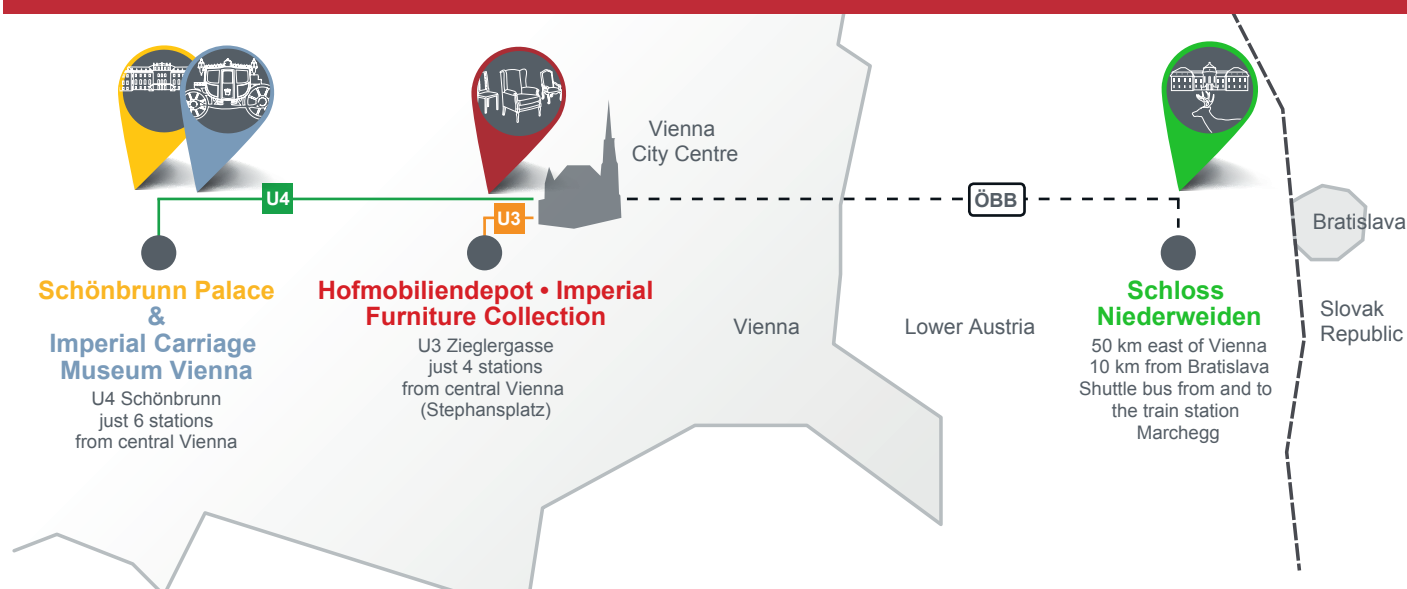 Vienna
City Centre
U4
U3
ÖBB
Bratislava
Schönbrunn Palace
&
Imperial Carriage
Museum Vienna
U4 Schönbrunn
just 6 stations
from central Vienna
Hofmobiliendepot • Imperial
Furniture Collection
U3 Zieglergasse
just 4 stations
from central Vienna
(Stephansplatz)
Vienna
Lower Austria
Schloss
Niederweiden
50 km east of Vienna
10 km from Bratislava
Shuttle bus from and to
the train station
Marchegg
Slovak
Republic